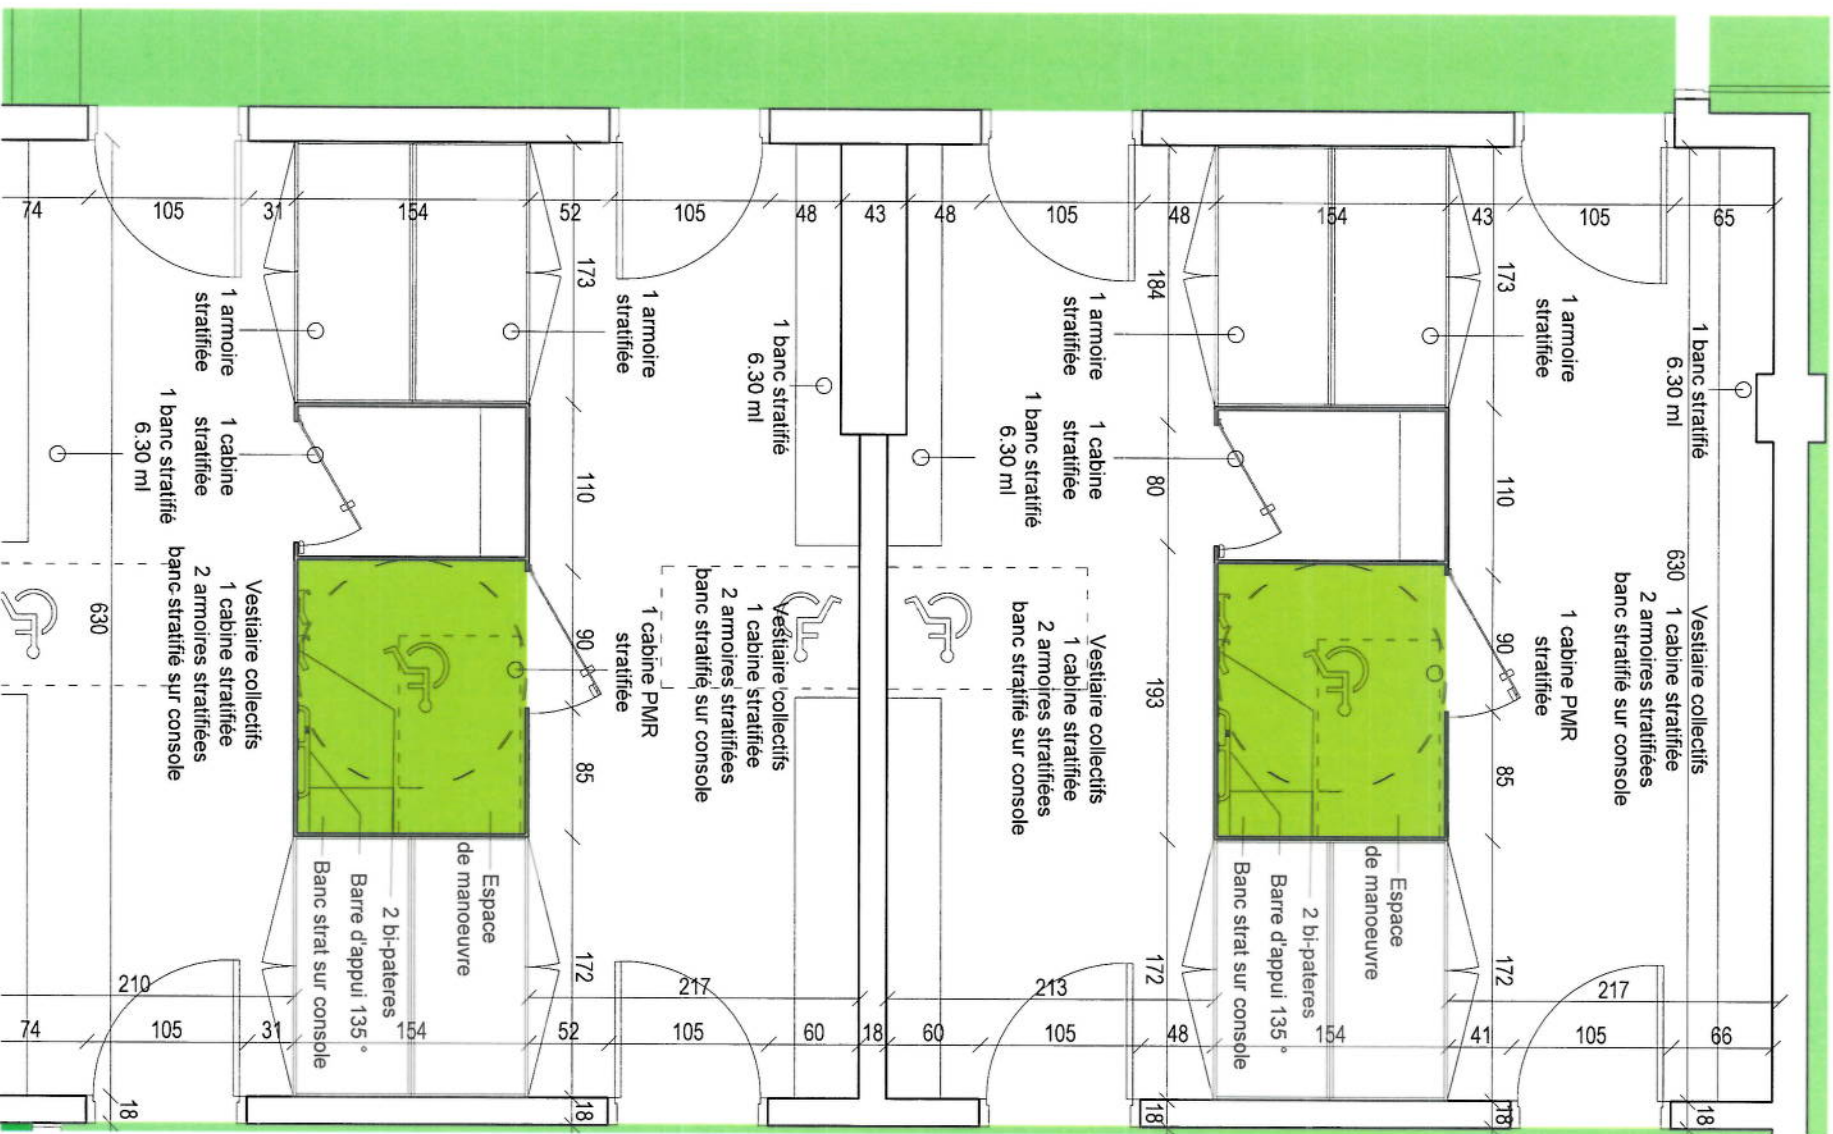 74
105
31
154
52
105
48
43
48
105
48
154
43
105
65
173
184
173
1 armoire
stratifiée
1 armoire
stratifiée
1 banc stratifié
6.30 ml
1 armoire
stratifiée
1 armoire
stratifiée
1 banc stratifié
6.30 ml
1 cabine
stratifiée
1 banc stratifié
6.30 ml
110
1 cabine
stratifiée
1 banc stratifié
6.30 ml
80
110
630
Vestiaire collectifs
1 cabine stratifiée
2 armoires stratifiées
banc stratifié sur console
90
85
1 cabine PMR
stratifiée
Vestiaire collectifs
1 cabine stratifiée
2 armoires stratifiées
banc stratifié sur console
Vestiaire collectifs
1 cabine stratifiée
2 armoires stratifiées
banc stratifié sur console
193
90
85
1 cabine PMR
stratifiée
Vestiaire collectifs
630 1 cabine stratifiée
2 armoires stratifiées
banc stratifié sur console
Espace
de manoeuvre
2 bi-pateres
Barre d'appui 135 °
Banc strat sur console
Espace
de manoeuvre
2 bi-pateres
Barre d'appui 135 °
Banc strat sur console
172
172
172
210
217
213
217
74
105
31
154
52
105
60
18
60
105
48
154
41
105
66
18
18
18
18
18